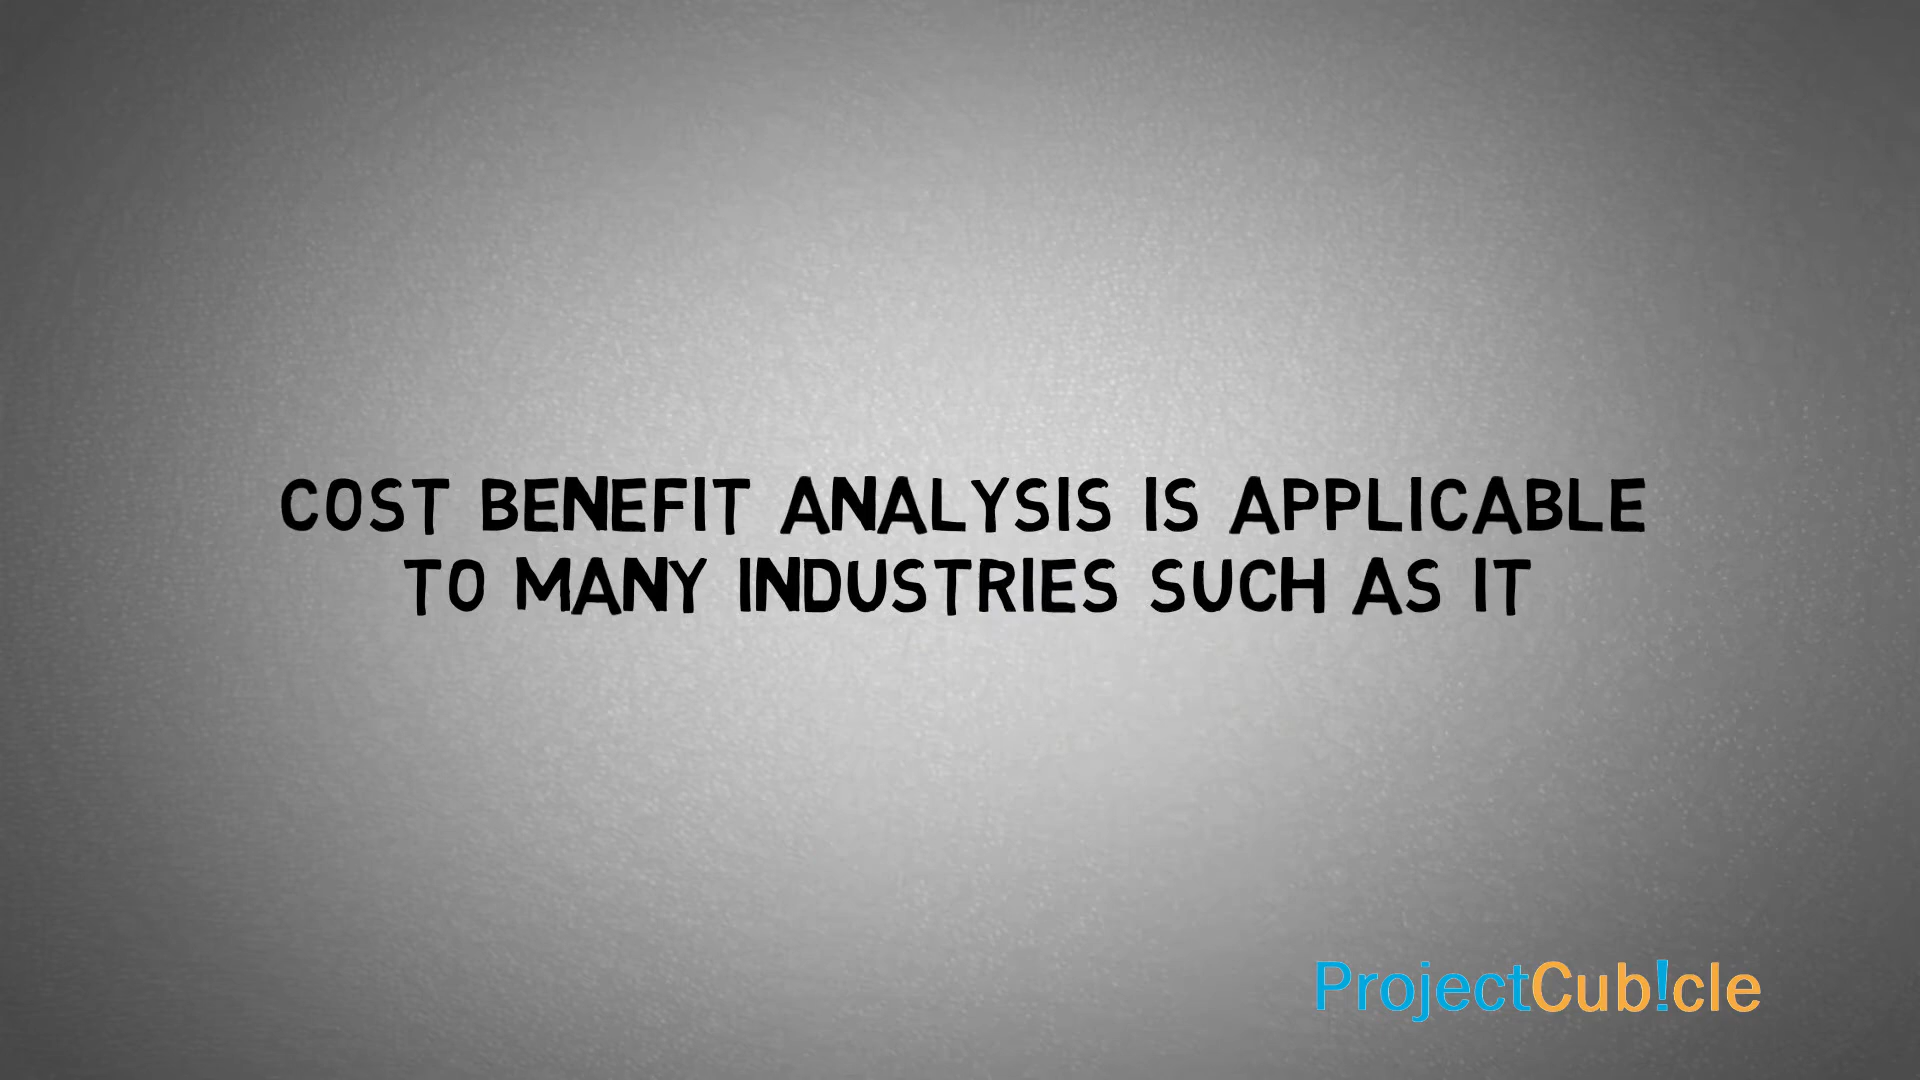 COST BENEFIT ANALYSIS IS APPLICABLE
TO MANY INDUSTRIES SUCH AS IT
ProjectCub!cle